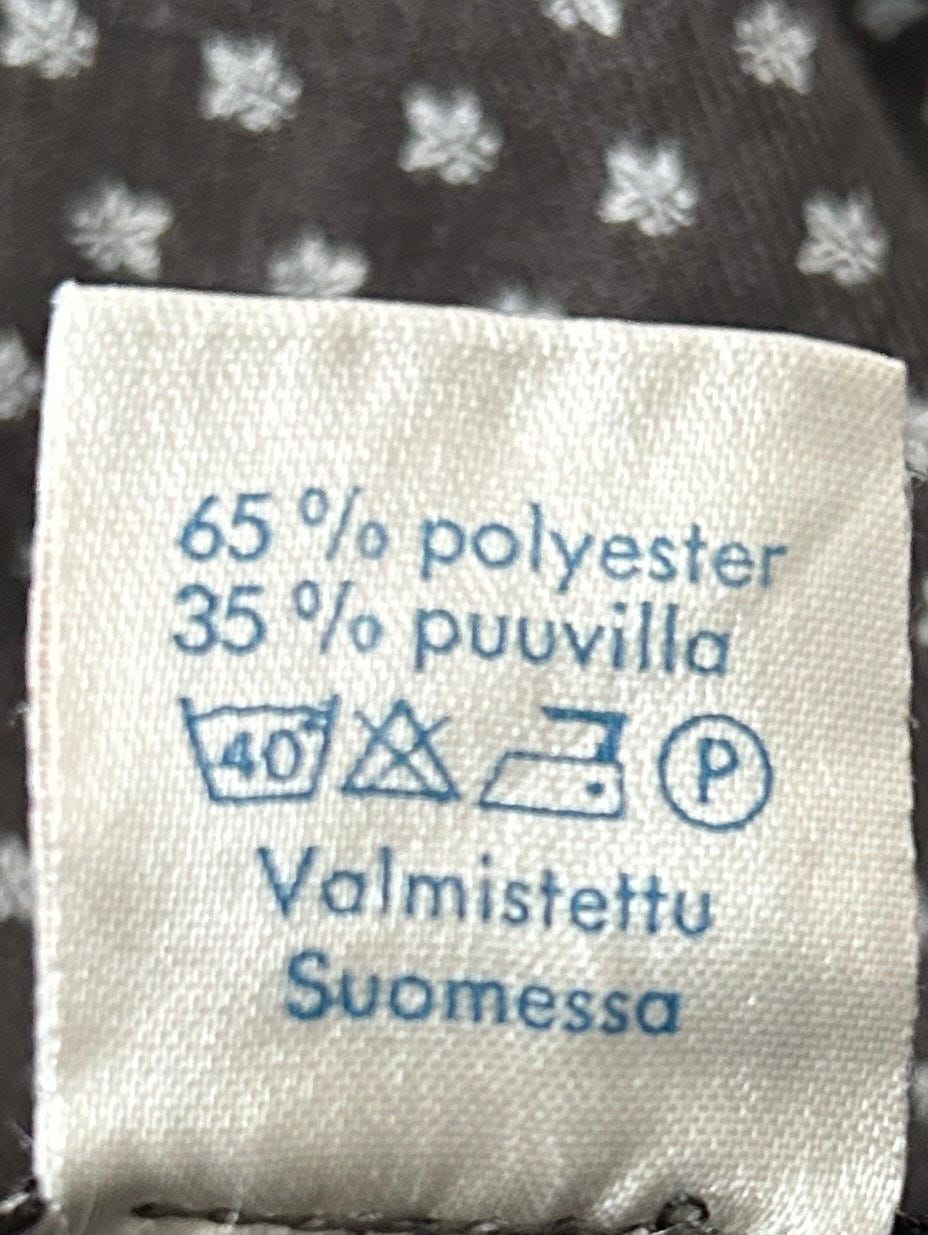 65 % polyester
35 % puuvilla
40° P
Valmistettu
Suomessa